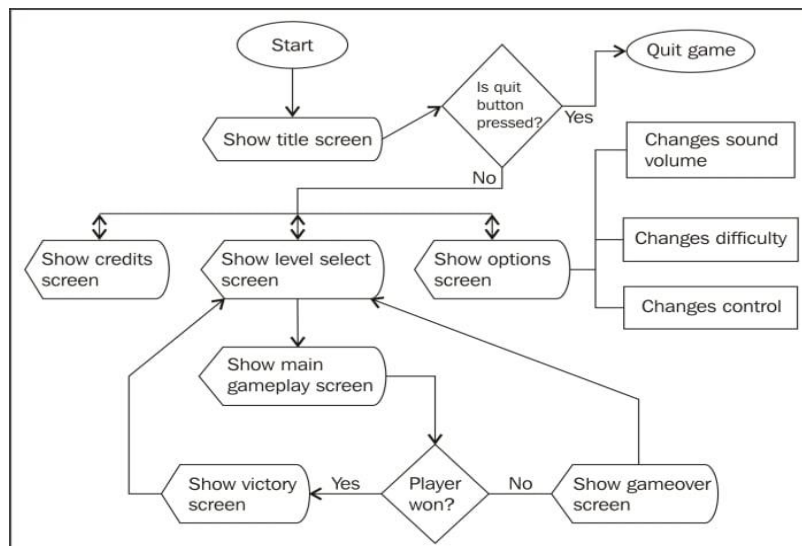 Start
Quit game
Is quit
button
pressed?
Yes
Show title screen
No
Changes sound
volume
Show credits
screen
Show level select
screen
Show options
screen
Changes difficulty
Changes control
Show main
gameplay screen
Show victory
screen
Yes
Player
won?
No
Show gameover
screen